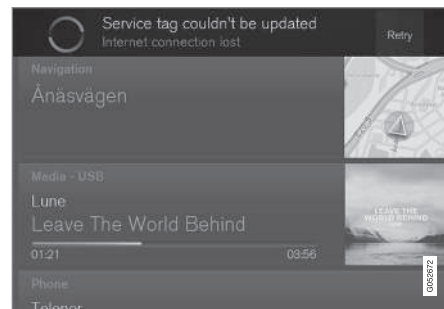 Service tag couldn't be updated
Internet connection lost
Retry
Navigation
Ånäsvägen
Media - USB
Lune
Leave The World Behind
01:21
03:56
LEAVE THE
WORLD BEHIND
Phone
Telenor
G052672